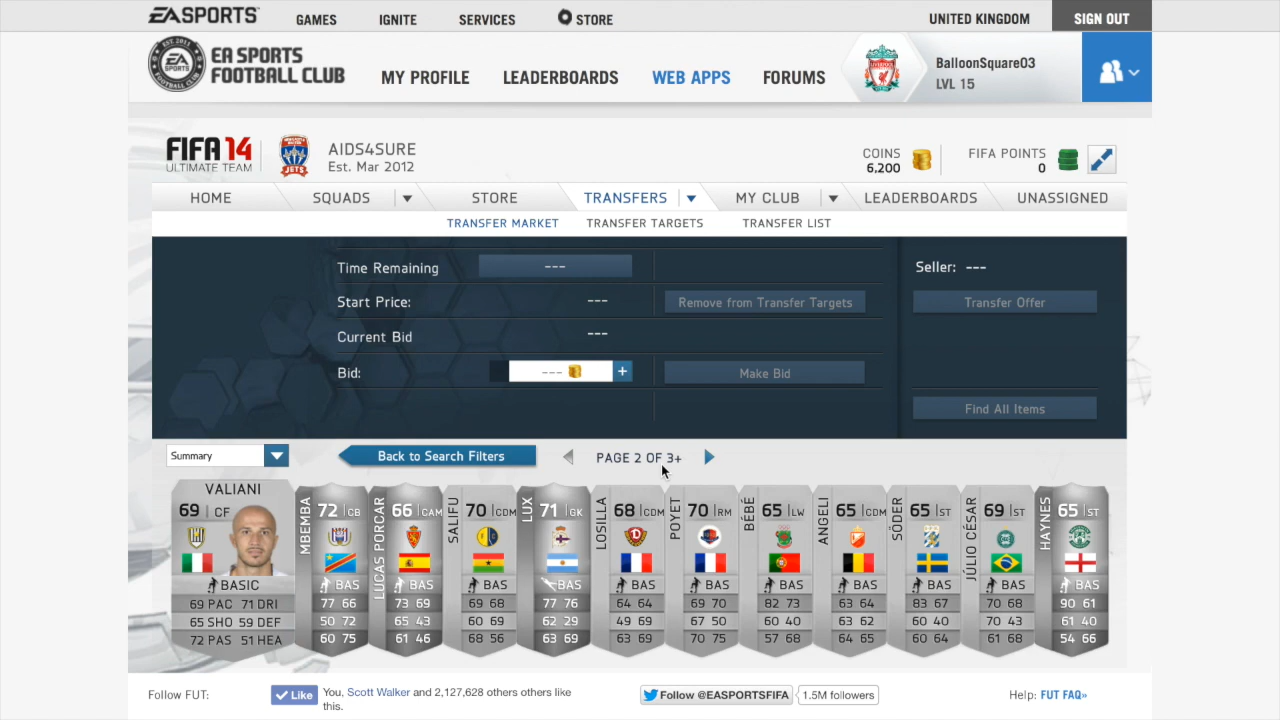 EA SPORTS GAMES IGNITE SERVICES STORE UNITED KINGDOM SIGN OUT
EA SPORTS
FOOTBALL CLUB
MY PROFILE LEADERBOARDS WEB APPS FORUMS
BalloonSquare03
LVL 15
FIFA 14
ULTIMATE TEAM
JETS
AIDS4SURE
Est. Mar 2012
COINS
6,200
FIFA POINTS
0
HOME SQUADS STORE TRANSFERS MY CLUB LEADERBOARDS UNASSIGNED
TRANSFER MARKET TRANSFER TARGETS TRANSFER LIST
Time Remaining --- Seller: ---
Start Price: --- Remove from Transfer Targets Transfer Offer
Current Bid ---
Bid: --- + Make Bid
Find All Items
Summary Back to Search Filters PAGE 2 OF 3+
VALIANI
69 | CF
BASIC
69 PAC 71 DRI
65 SHO 59 DEF
72 PAS 51 HEA
MBEMBA
72 | CB
BAS
77 66
50 72
60 75
LUCAS PORCAR
66 | CAM
BAS
73 69
65 43
61 46
SALIFU
70 | CDM
BAS
69 68
60 69
68 56
LUX
71 | GK
BAS
77 76
62 29
63 69
LOSILLA
68 | CDM
BAS
64 64
49 69
63 69
POYET
70 | RM
BAS
69 70
67 50
70 75
BÉBÉ
65 | LW
BAS
82 73
60 40
57 68
ANGELI
65 | CDM
BAS
63 64
63 62
64 65
SÖDER
65 | ST
BAS
83 67
60 40
60 64
JÚLIO CÉSAR
69 | ST
BAS
70 68
70 43
61 68
HAYNES
65 | ST
BAS
90 61
61 40
54 66
Follow FUT: Like You, Scott Walker and 2,127,628 others others like
this.
Follow @EASPORTSFIFA 1.5M followers Help: FUT FAQ»